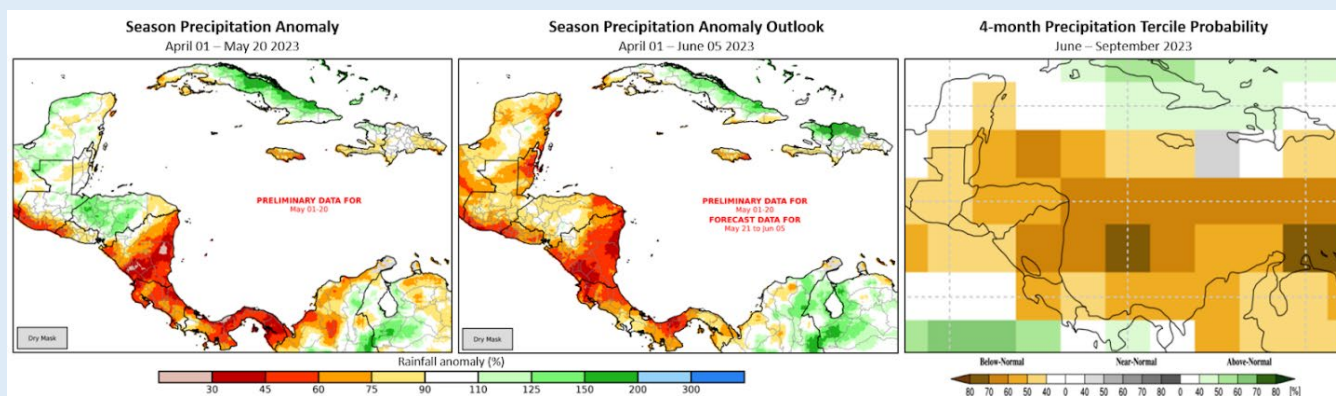 Season Precipitation Anomaly
April 01 – May 20 2023
PRELIMINARY DATA FOR
May 01-20
Dry Mask
Season Precipitation Anomaly Outlook
April 01 – June 05 2023
PRELIMINARY DATA FOR
May 01-20
FORECAST DATA FOR
May 21 to Jun 05
Dry Mask
Rainfall anomaly (%)
30 45 60 75 90 110 125 150 200 300
4-month Precipitation Tercile Probability
June – September 2023
Below-Normal Near-Normal Above-Normal
80 70 60 50 40 0 40 50 60 70 80 0 40 50 60 70 80 [%]